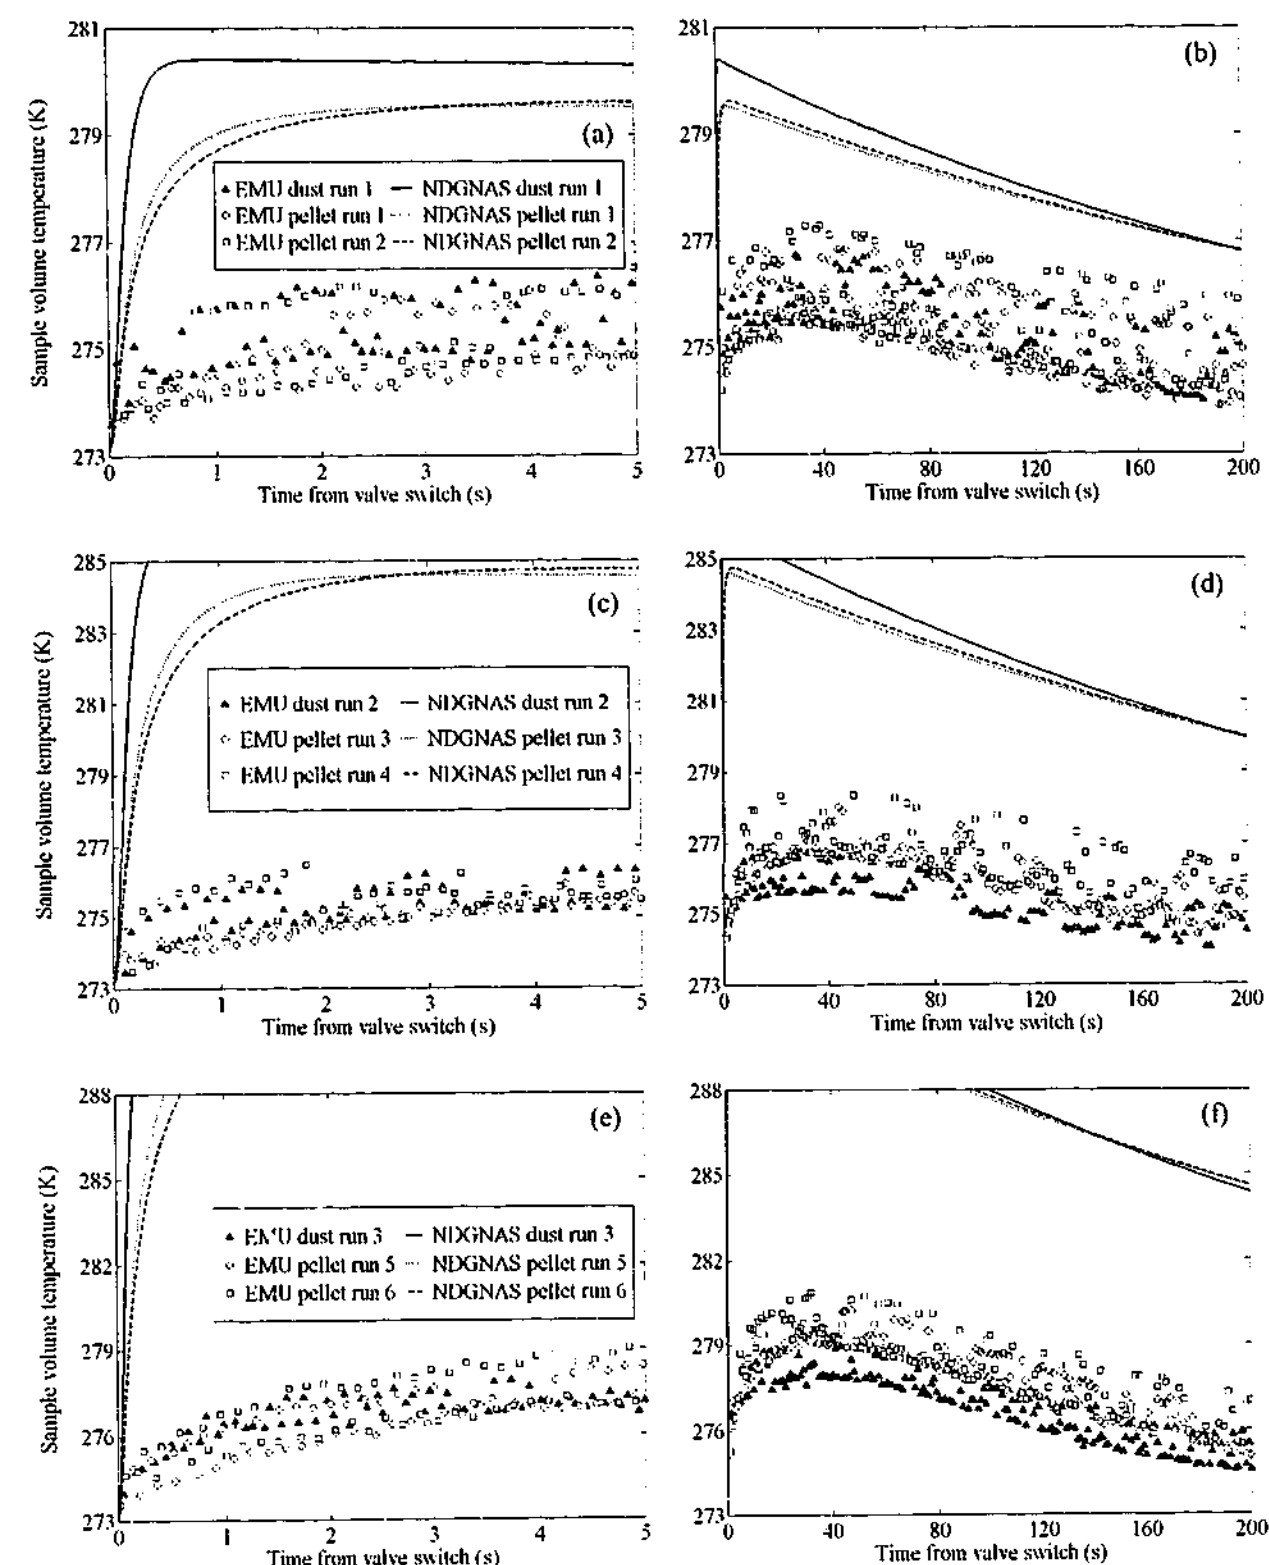 281
279
277
275
273
Sample volume temperature (K)
(a)
EMU dust run 1 NDGNAS dust run 1
EMU pellet run 1 NDGNAS pellet run 1
EMU pellet run 2 NDGNAS pellet run 2
0 1 2 3 4 5
Time from valve switch (s)
281
279
277
275
273
(b)
0 40 80 120 160 200
Time from valve switch (s)
285
283
281
279
277
275
273
Sample volume temperature (K)
(c)
EMU dust run 2 NDGNAS dust run 2
EMU pellet run 3 NDGNAS pellet run 3
EMU pellet run 4 NDGNAS pellet run 4
0 1 2 3 4 5
Time from valve switch (s)
285
283
281
279
277
275
273
(d)
0 40 80 120 160 200
Time from valve switch (s)
288
285
282
279
276
273
Sample volume temperature (K)
(e)
EMU dust run 3 NDGNAS dust run 3
EMU pellet run 5 NDGNAS pellet run 5
EMU pellet run 6 NDGNAS pellet run 6
0 1 2 3 4 5
Time from valve switch (s)
288
285
282
279
276
273
(f)
0 40 80 120 160 200
Time from valve switch (s)